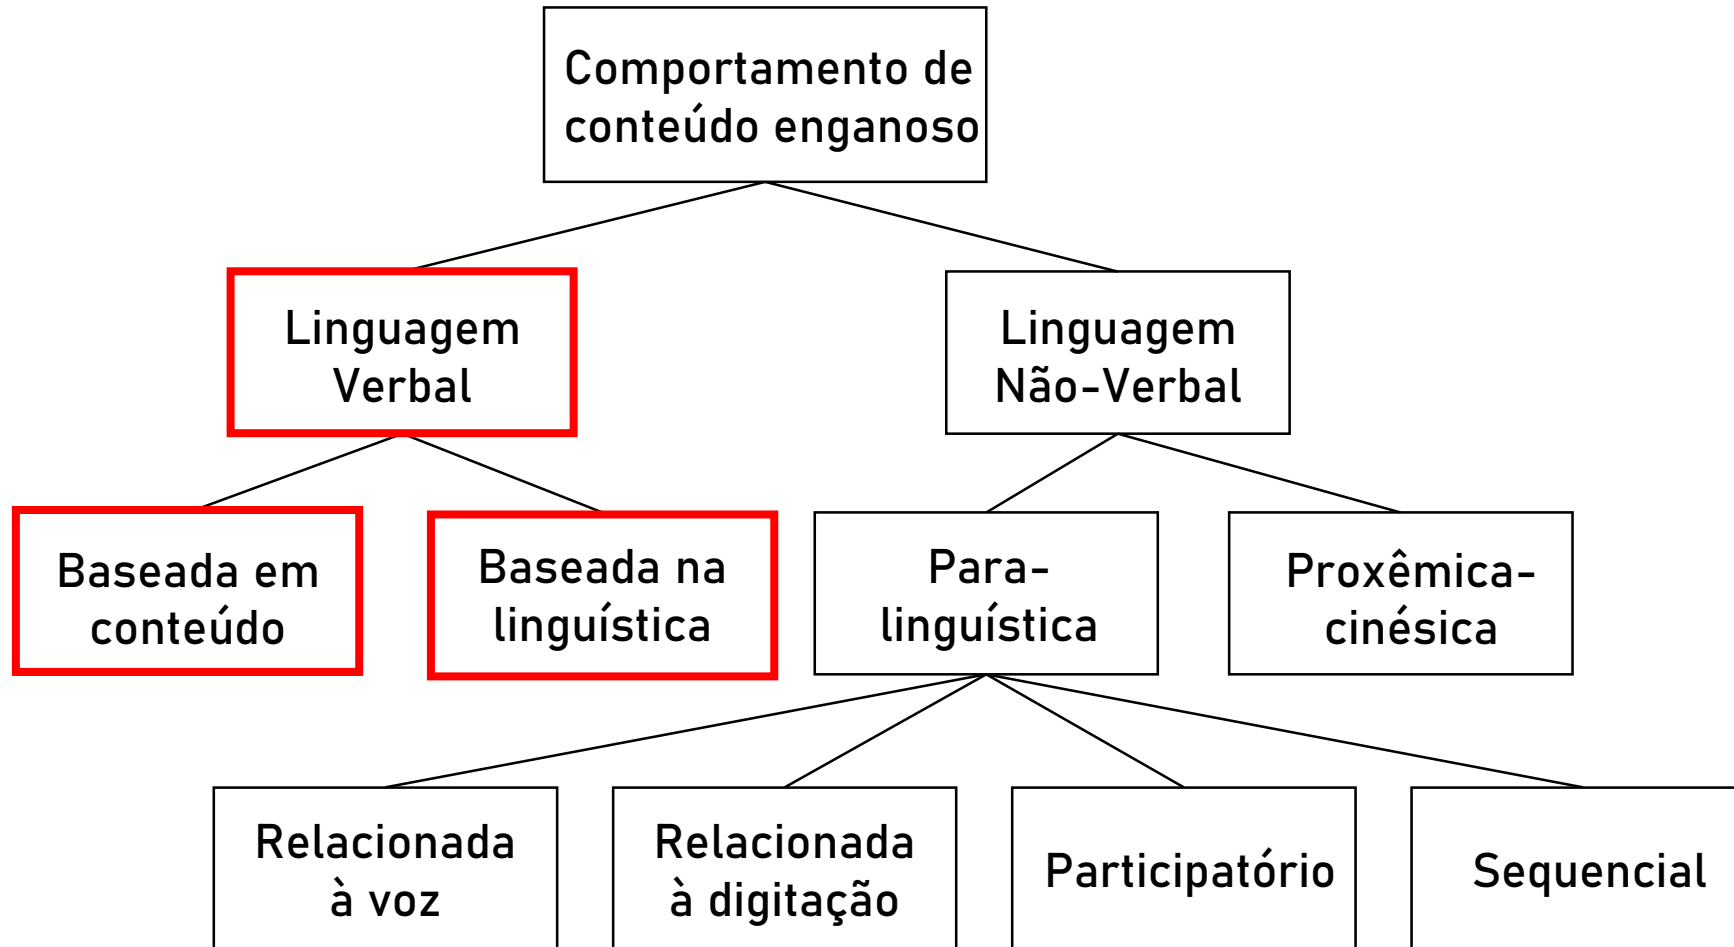 Comportamento de
conteúdo enganoso
Linguagem
Verbal
Linguagem
Não-Verbal
Baseada em
conteúdo
Baseada na
linguística
Para-
linguística
Proxêmica-
cinésica
Relacionada
à voz
Relacionada
à digitação
Participatório
Sequencial